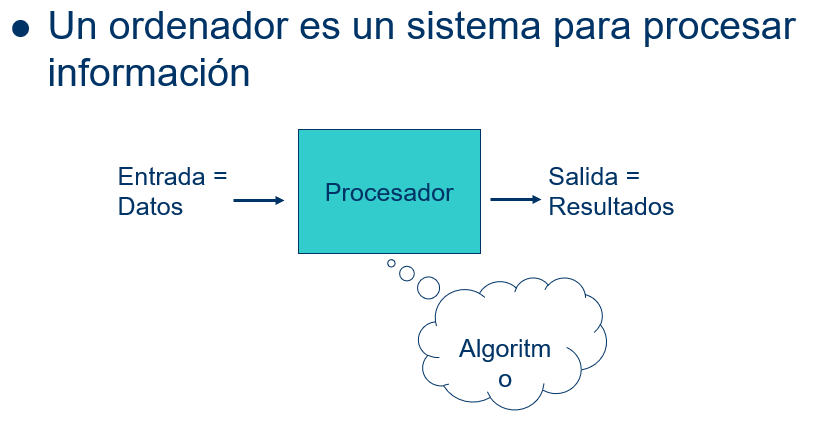 ● Un ordenador es un sistema para procesar
información
Entrada =
Datos
Procesador
Salida =
Resultados
Algoritm
o